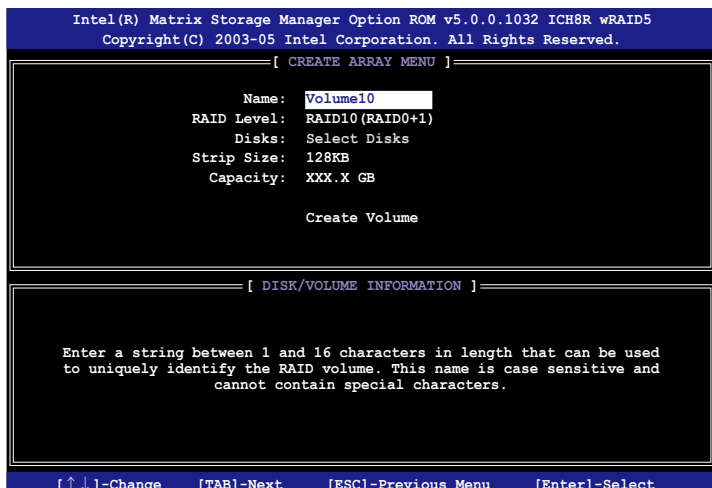 Intel(R) Matrix Storage Manager Option ROM v5.0.0.1032 ICH8R wRAID5
Copyright(C) 2003-05 Intel Corporation. All Rights Reserved.
[ CREATE ARRAY MENU ]
Name: Volume10
RAID Level: RAID10(RAID0+1)
Disks: Select Disks
Strip Size: 128KB
Capacity: XXX.X GB
Create Volume
[ DISK/VOLUME INFORMATION ]
Enter a string between 1 and 16 characters in length that can be used
to uniquely identify the RAID volume. This name is case sensitive and
cannot contain special characters.
[↑↓]-Change [TAB]-Next [ESC]-Previous Menu [Enter]-Select